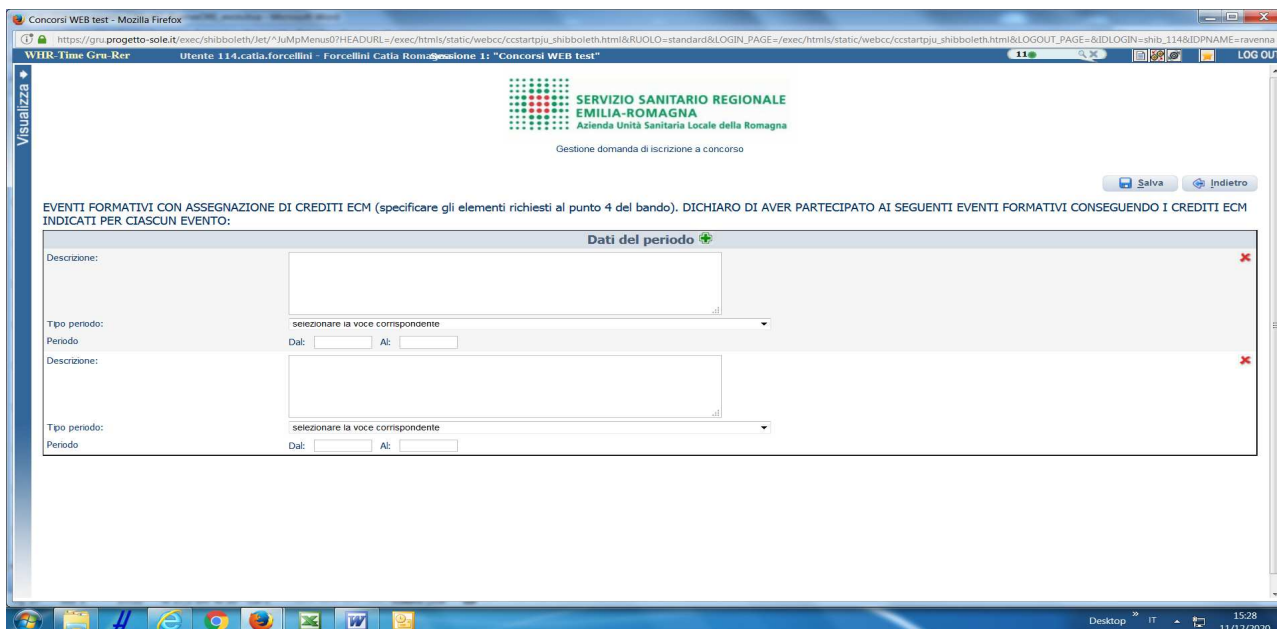 Concorsi WEB test - Mozilla Firefox
https://gru.progetto-sole.it/exec/shibboleth/Jet/^JuMpMenus0?HEADURL=/exec/htmls/static/webcc/ccstartpju_shibboleth.html&RUOLO=standard&LOGIN_PAGE=/exec/htmls/static/webcc/ccstartpju_shibboleth.html&LOGOUT_PAGE=&IDLOGIN=shib_114&IDPNAME=ravenna
WHR-Time Gru-Rer Utente 114.catia.forcellini - Forcellini Catia Romagna Sessione 1: "Concorsi WEB test" 11 LOG OU
Visualizza
SERVIZIO SANITARIO REGIONALE
EMILIA-ROMAGNA
Azienda Unità Sanitaria Locale della Romagna
Gestione domanda di iscrizione a concorso
Salva Indietro
EVENTI FORMATIVI CON ASSEGNAZIONE DI CREDITI ECM (specificare gli elementi richiesti al punto 4 del bando). DICHIARO DI AVER PARTECIPATO AI SEGUENTI EVENTI FORMATIVI CONSEGUENDO I CREDITI ECM
INDICATI PER CIASCUN EVENTO:
Dati del periodo
Descrizione:
Tipo periodo: selezionare la voce corrispondente
Periodo Dal: Al:
Descrizione:
Tipo periodo: selezionare la voce corrispondente
Periodo Dal: Al:
Desktop » IT 15:28
11/12/2020